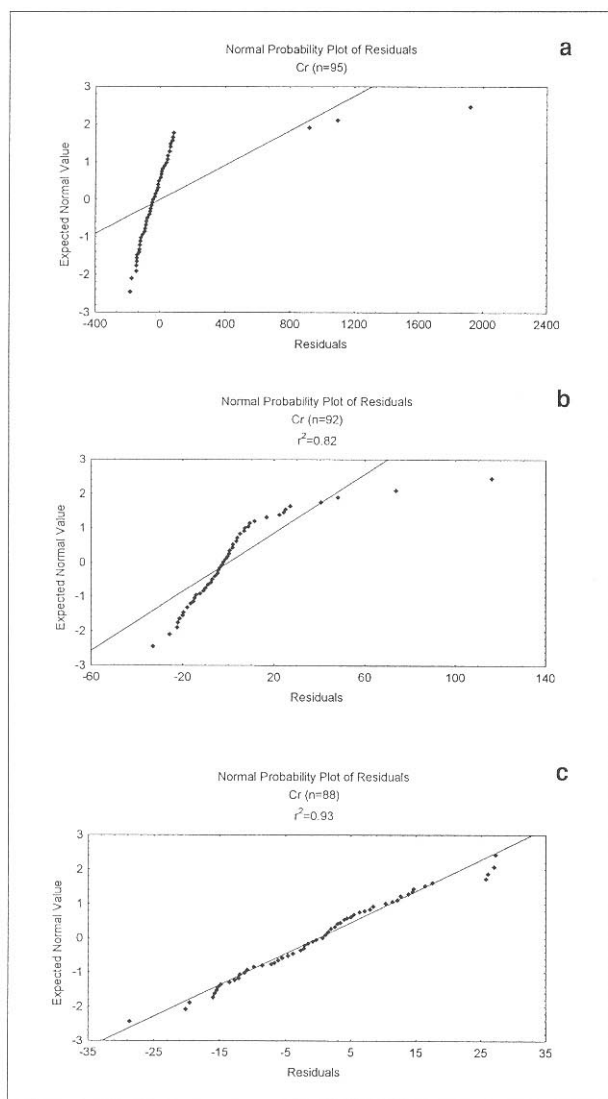 a
Normal Probability Plot of Residuals
Cr (n=95)
Expected Normal Value
3
2
1
0
-1
-2
-3
-400 0 400 800 1200 1600 2000 2400
Residuals
b
Normal Probability Plot of Residuals
Cr (n=92)
r²=0.82
Expected Normal Value
3
2
1
0
-1
-2
-3
-60 -20 20 60 100 140
Residuals
c
Normal Probability Plot of Residuals
Cr (n=88)
r²=0.93
Expected Normal Value
3
2
1
0
-1
-2
-3
-35 -25 -15 -5 5 15 25 35
Residuals